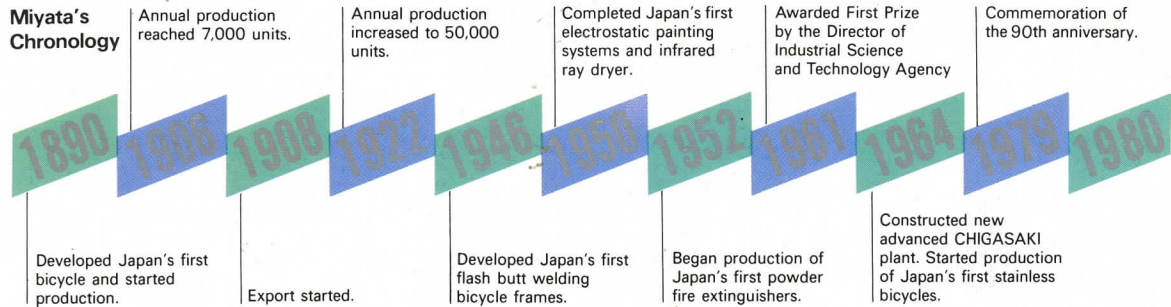 Miyata's
Chronology
Annual production
reached 7,000 units.
Annual production
increased to 50,000
units.
Completed Japan's first
electrostatic painting
systems and infrared
ray dryer.
Awarded First Prize
by the Director of
Industrial Science
and Technology Agency
Commemoration of
the 90th anniversary.
1890
1906
1908
1922
1946
1950
1952
1961
1964
1979
1980
Developed Japan's first
bicycle and started
production.
Export started.
Developed Japan's first
flash butt welding
bicycle frames.
Began production of
Japan's first powder
fire extinguishers.
Constructed new
advanced CHIGASAKI
plant. Started production
of Japan's first stainless
bicycles.